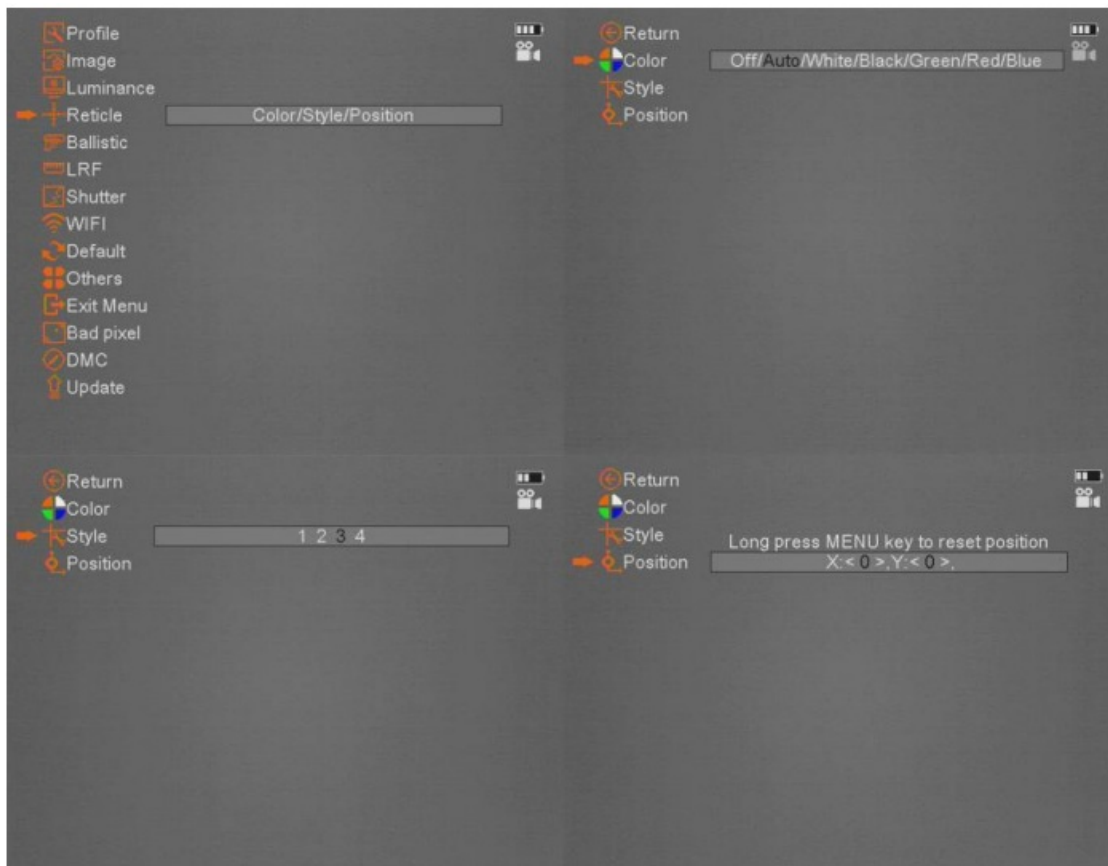 Profile
Image
Luminance
Reticle Color/Style/Position
Ballistic
LRF
Shutter
WIFI
Default
Others
Exit Menu
Bad pixel
DMC
Update
Return
Color Off/Auto/White/Black/Green/Red/Blue
Style
Position
Return
Color
Style 1 2 3 4
Position
Return
Color
Style
Long press MENU key to reset position
Position X:< 0 >,Y:< 0 >,